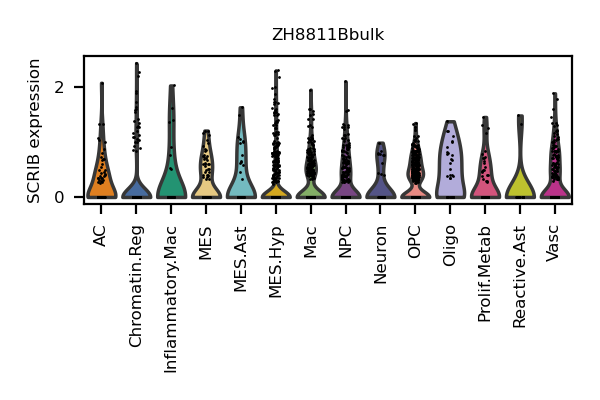 ZH8811Bbulk
SCRIB expression
2
0
AC
Chromatin.Reg
Inflammatory.Mac
MES
MES.Ast
MES.Hyp
Mac
NPC
Neuron
OPC
Oligo
Prolif.Metab
Reactive.Ast
Vasc